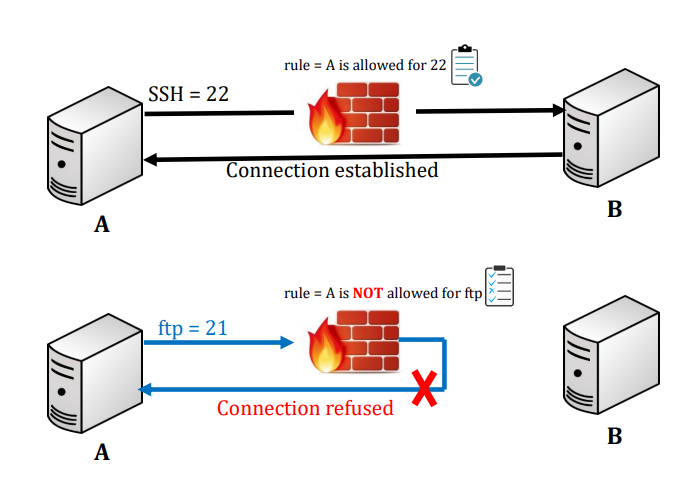 rule = A is allowed for 22
SSH = 22
Connection established
A
B
rule = A is NOT allowed for ftp
ftp = 21
Connection refused
A
B